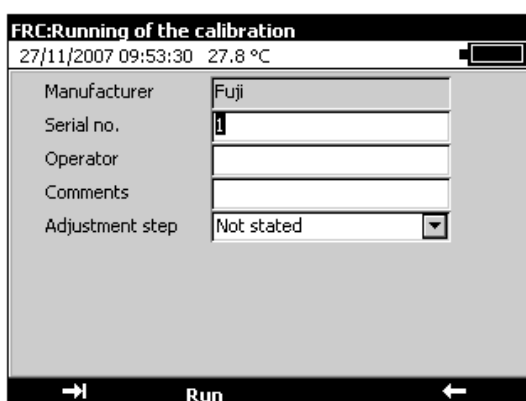 FRC:Running of the calibration
27/11/2007 09:53:30 27.8 °C
Manufacturer Fuji
Serial no. 1
Operator
Comments
Adjustment step Not stated
Run